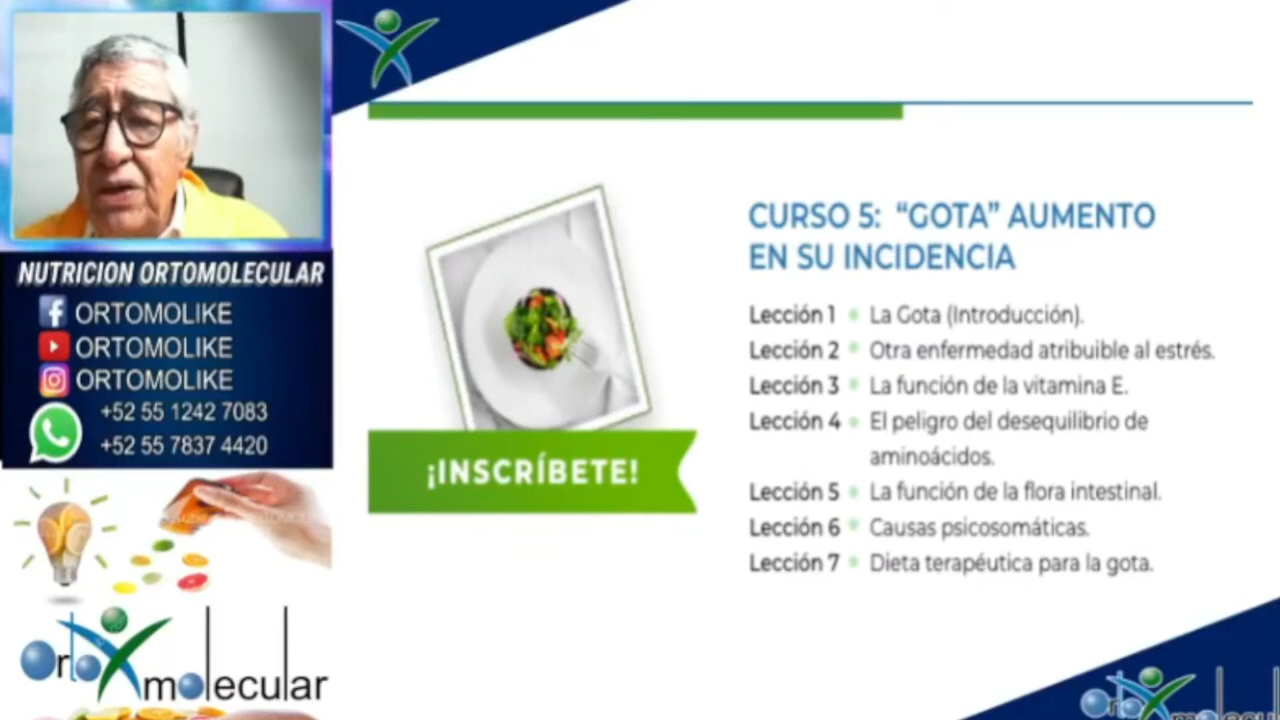 NUTRICION ORTOMOLECULAR
ORTOMOLIKE
ORTOMOLIKE
ORTOMOLIKE
+52 55 1242 7083
+52 55 7837 4420
Ortomolecular
¡INSCRÍBETE!
CURSO 5: “GOTA” AUMENTO
EN SU INCIDENCIA
Lección 1 • La Gota (Introducción).
Lección 2 • Otra enfermedad atribuible al estrés.
Lección 3 • La función de la vitamina E.
Lección 4 • El peligro del desequilibrio de
aminoácidos.
Lección 5 • La función de la flora intestinal.
Lección 6 • Causas psicosomáticas.
Lección 7 • Dieta terapéutica para la gota.